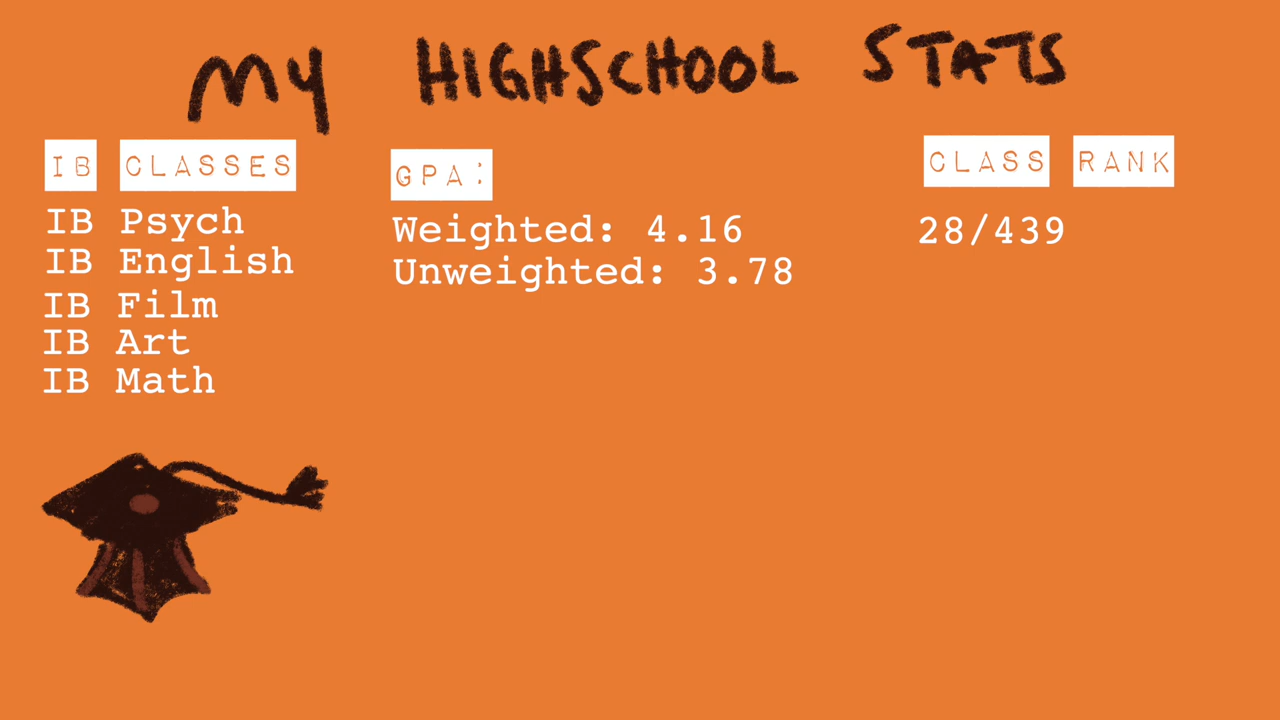 MY HIGHSCHOOL STATS
IB CLASSES
IB Psych
IB English
IB Film
IB Art
IB Math
GPA:
Weighted: 4.16
Unweighted: 3.78
CLASS RANK
28/439